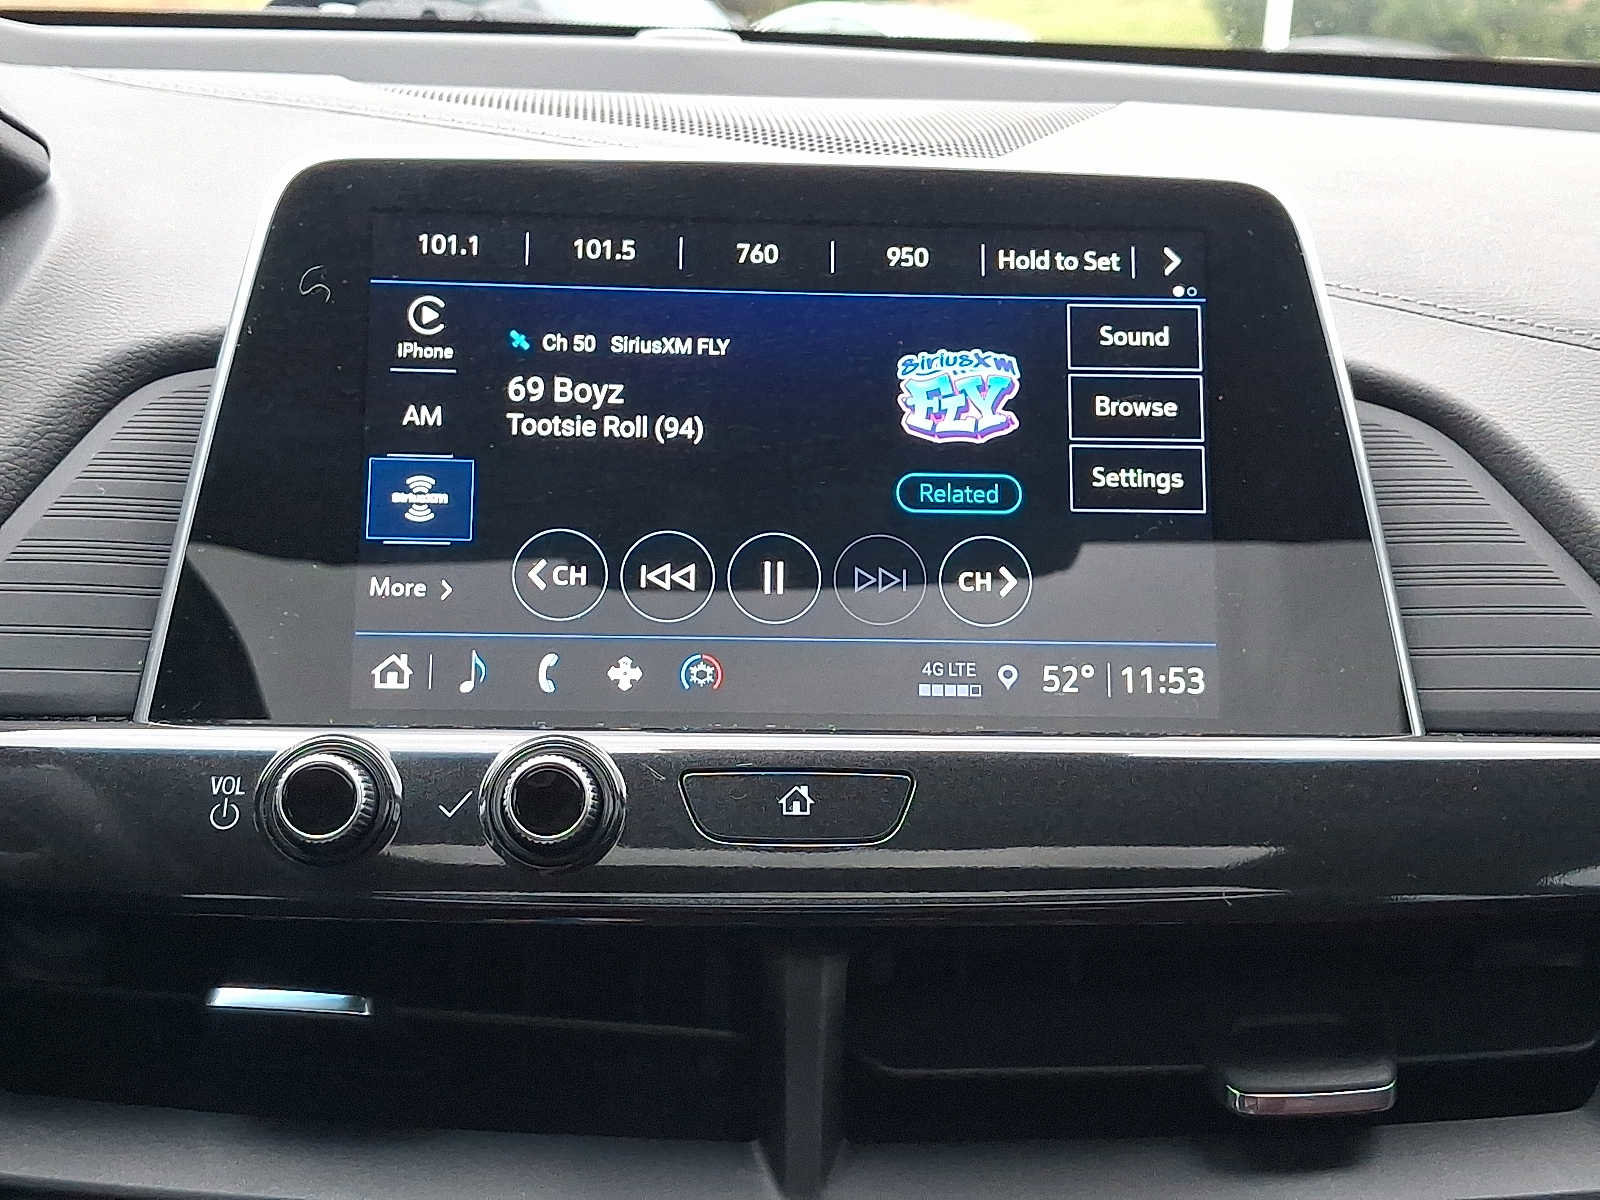 101.1 | 101.5 | 760 | 950 | Hold to Set |
iPhone
AM
siriusxm
More
Ch 50 SiriusXM FLY
69 Boyz
Tootsie Roll (94)
siriusxm
FLY
Related
Sound
Browse
Settings
CH
CH
4G LTE
52° | 11:53
VOL